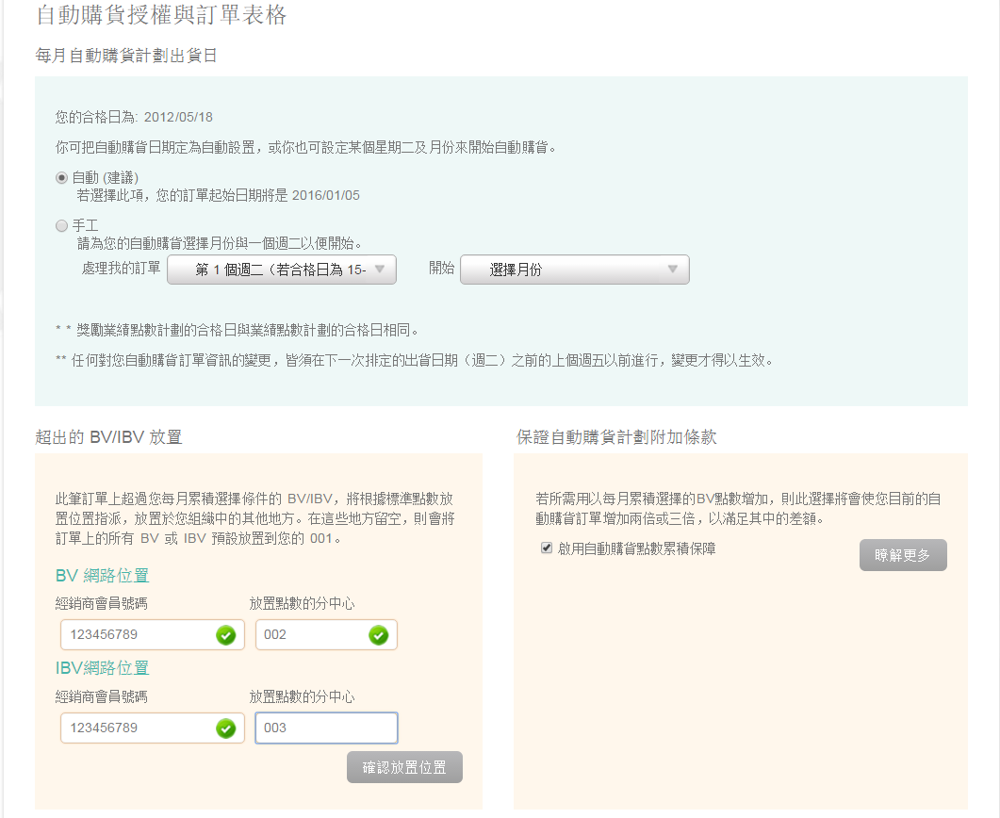 自動購貨授權與訂單表格
每月自動購貨計劃出貨日
您的合格日為: 2012/05/18
你可把自動購貨日期定為自動設置，或你也可設定某個星期二及月份來開始自動購貨。
自動 (建議)
若選擇此項，您的訂單起始日期將是 2016/01/05
手工
請為您的自動購貨選擇月份與一個週二以便開始。
處理我的訂單 第 1 個週二（若合格日為 15- 開始 選擇月份
* * 獎勵業績點數計劃的合格日與業績點數計劃的合格日相同。
** 任何對您自動購貨訂單資訊的變更，皆須在下一次排定的出貨日期（週二）之前的上個週五以前進行，變更才得以生效。
超出的 BV/IBV 放置
此筆訂單上超過您每月累積選擇條件的 BV/IBV，將根據標準點數放
置位置指派，放置於您組織中的其他地方。在這些地方留空，則會將
訂單上的所有 BV 或 IBV 預設放置到您的 001。
BV 網路位置
經銷商會員號碼 放置點數的分中心
123456789 002
IBV網路位置
經銷商會員號碼 放置點數的分中心
123456789 003
確認放置位置
保證自動購貨計劃附加條款
若所需用以每月累積選擇的BV點數增加，則此選擇將會使您目前的自
動購貨訂單增加兩倍或三倍，以滿足其中的差額。
啟用自動購貨點數累積保障
瞭解更多